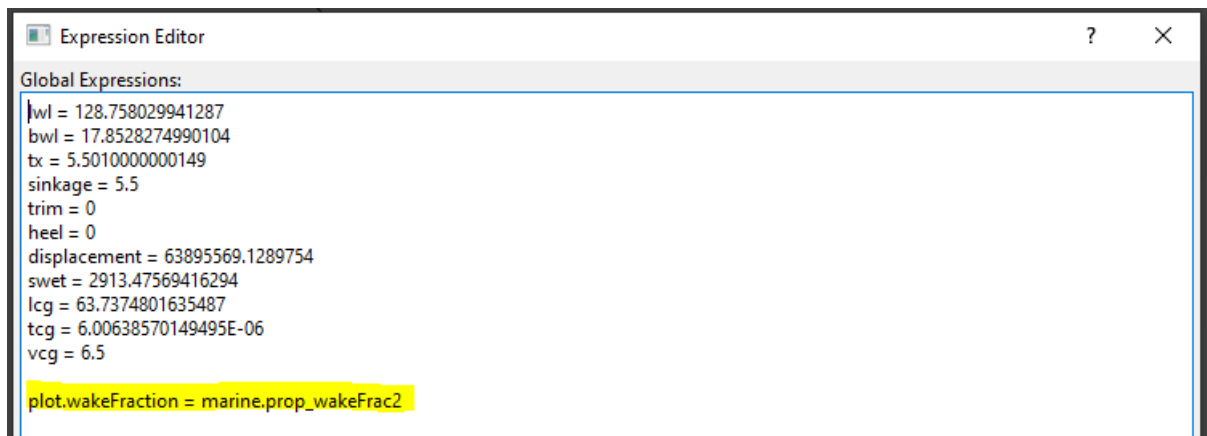 Expression Editor ? ×
Global Expressions:
lwl = 128.758029941287
bwl = 17.8528274990104
tx = 5.5010000000149
sinkage = 5.5
trim = 0
heel = 0
displacement = 63895569.1289754
swet = 2913.47569416294
lcg = 63.7374801635487
tcg = 6.00638570149495E-06
vcg = 6.5
plot.wakeFraction = marine.prop_wakeFrac2